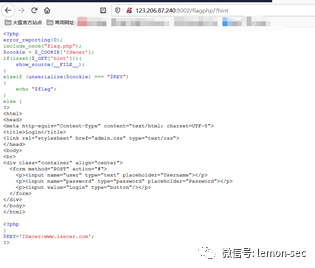 火狐官方站点 常用网址
123.206.87.240:8002/flagphp/?hint
<?php
error_reporting(0);
include_once("flag.php");
$cookie = $_COOKIE['ISecer'];
if(isset($_GET['hint'])){
show_source(__FILE__);
}
elseif (unserialize($cookie) === "$KEY")
{
echo "$flag";
}
else {
?>
<html>
<head>
<meta http-equiv="Content-Type" content="text/html; charset=UTF-8">
<title>Login</title>
<link rel="stylesheet" href="admin.css" type="text/css">
</head>
<body>
<br>
<div class="container" align="center">
<form method="POST" action="#">
<p><input name="user" type="text" placeholder="Username"></p>
<p><input name="password" type="password" placeholder="Password"></p>
<p><input value="Login" type="button"/></p>
</form>
</div>
</body>
</html>
<?php
}
$KEY='ISecer:www.isecer.com';
?>
微信号: lemon-sec